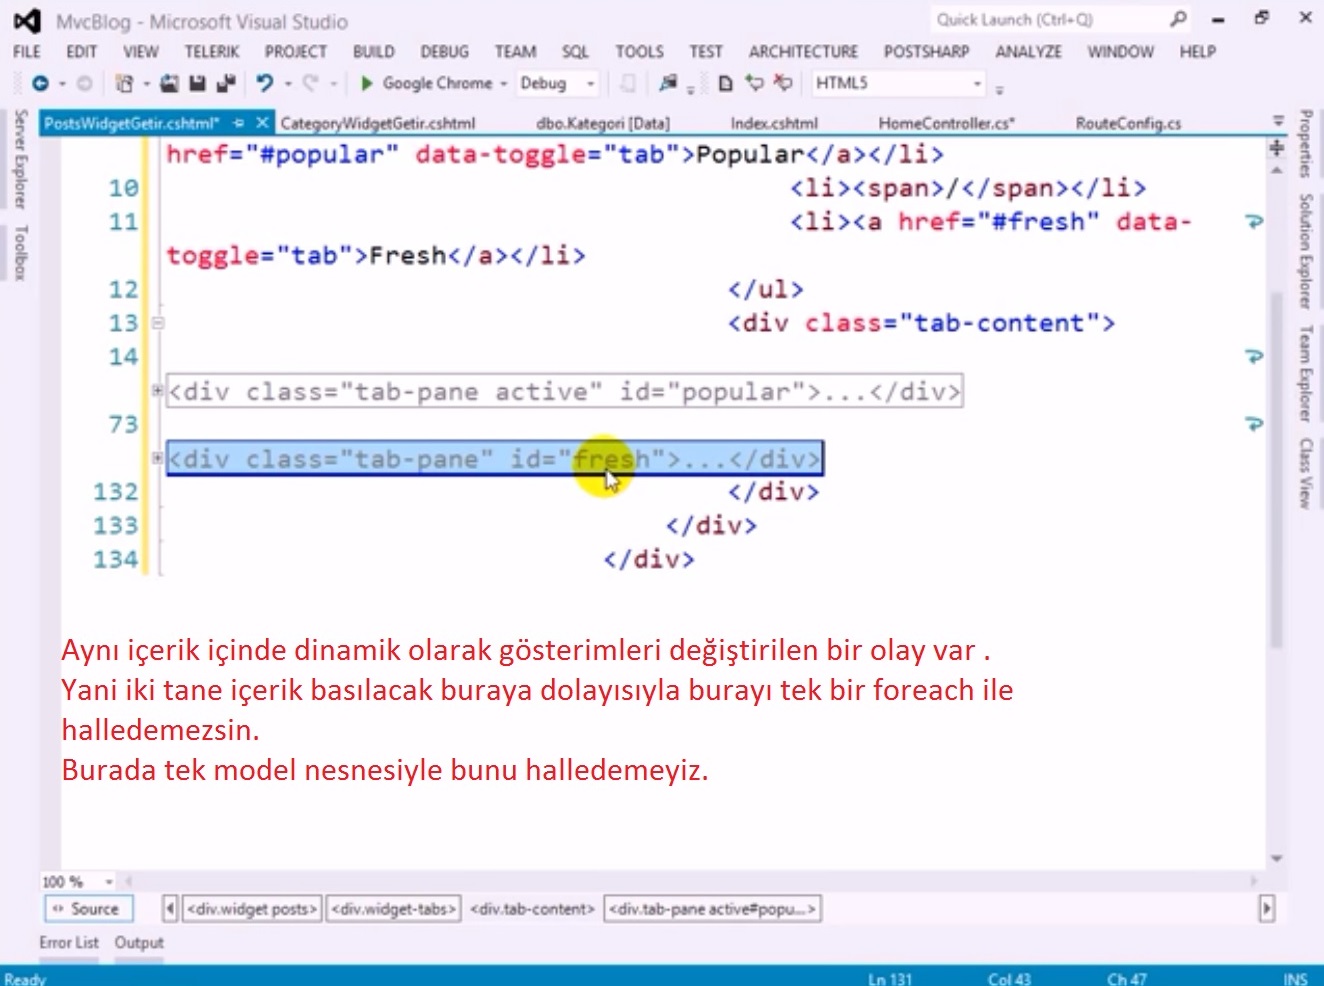 MvcBlog - Microsoft Visual Studio
Quick Launch (Ctrl+Q)
FILE EDIT VIEW TELERIK PROJECT BUILD DEBUG TEAM SQL TOOLS TEST ARCHITECTURE POSTSHARP ANALYZE WINDOW HELP
Google Chrome Debug HTML5
PostsWidgetGetir.cshtml* CategoryWidgetGetir.cshtml dbo.Kategori [Data] Index.cshtml HomeController.cs* RouteConfig.cs
Server Explorer
Toolbox
href="#popular" data-toggle="tab">Popular</a></li>
10 <li><span>/</span></li>
11 <li><a href="#fresh" data-
toggle="tab">Fresh</a></li>
12 </ul>
13 <div class="tab-content">
14
<div class="tab-pane active" id="popular">...</div>
73
<div class="tab-pane" id="fresh">...</div>
132 </div>
133 </div>
134 </div>
Aynı içerik içinde dinamik olarak gösterimleri değiştirilen bir olay var .
Yani iki tane içerik basılacak buraya dolayısıyla burayı tek bir foreach ile
halledemezsin.
Burada tek model nesnesiyle bunu halledemeyiz.
Properties
Solution Explorer
Team Explorer
Class View
100 %
Source <div.widget posts> <div.widget-tabs> <div.tab-content> <div.tab-pane active#popu...>
Error List Output
Ready Ln 131 Col 43 Ch 47 INS